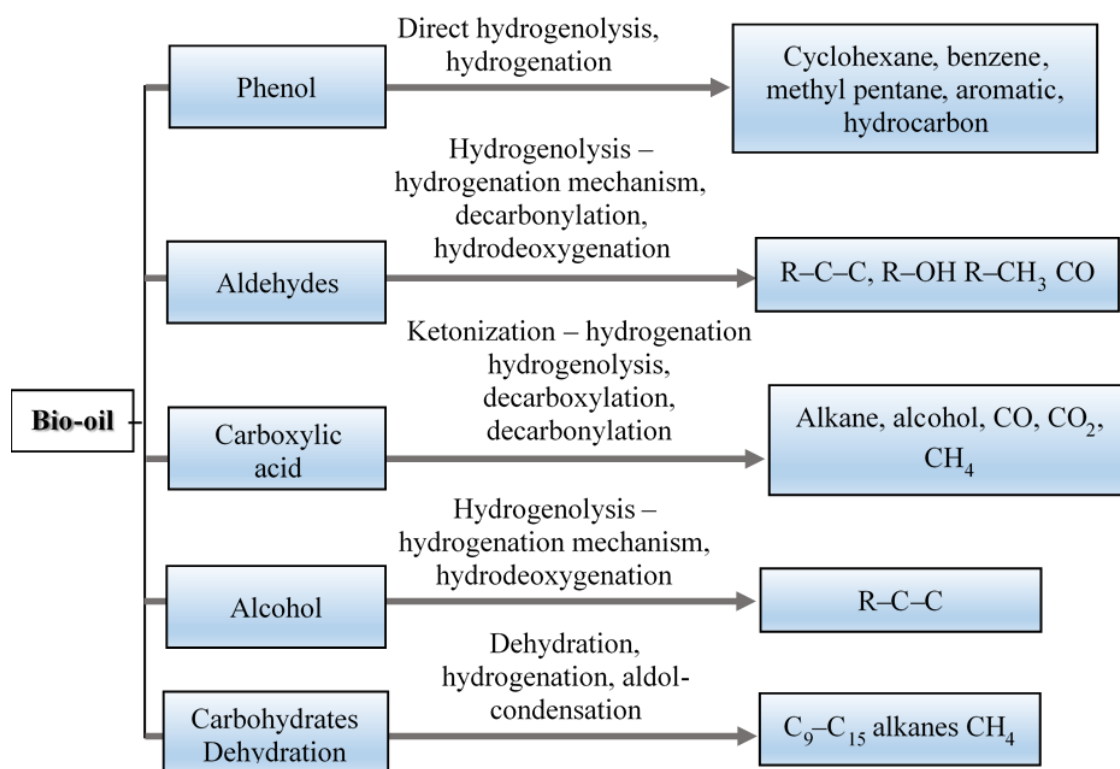 Direct hydrogenolysis,
hydrogenation
Phenol
Cyclohexane, benzene,
methyl pentane, aromatic,
hydrocarbon
Hydrogenolysis –
hydrogenation mechanism,
decarbonylation,
hydrodeoxygenation
Aldehydes
R–C–C, R–OH R–CH₃ CO
Ketonization – hydrogenation
hydrogenolysis,
decarboxylation,
decarbonylation
Bio-oil
Carboxylic
acid
Alkane, alcohol, CO, CO₂,
CH₄
Hydrogenolysis –
hydrogenation mechanism,
hydrodeoxygenation
Alcohol
R–C–C
Dehydration,
hydrogenation, aldol-
condensation
Carbohydrates
Dehydration
C₉–C₁₅ alkanes CH₄